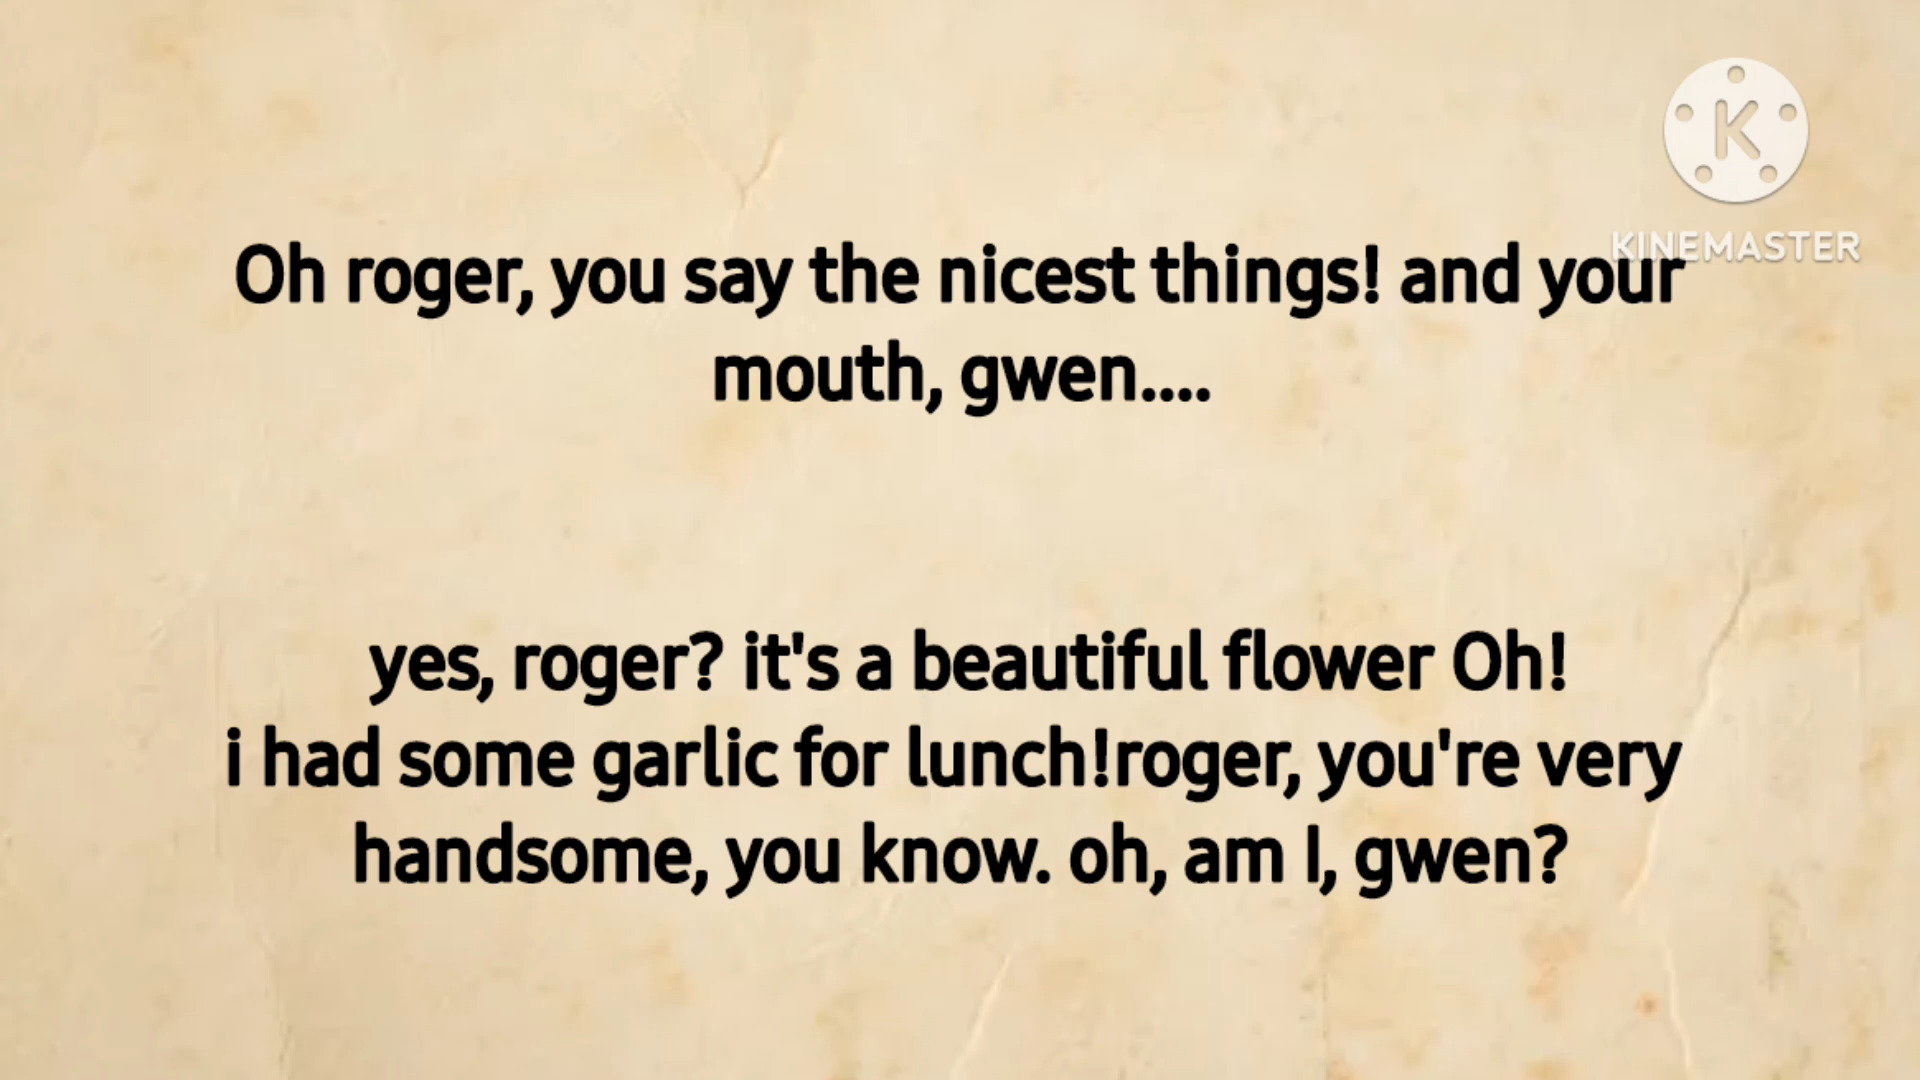 K
KINEMASTER
Oh roger, you say the nicest things! and your
mouth, gwen....
yes, roger? it's a beautiful flower Oh!
i had some garlic for lunch!roger, you're very
handsome, you know. oh, am I, gwen?